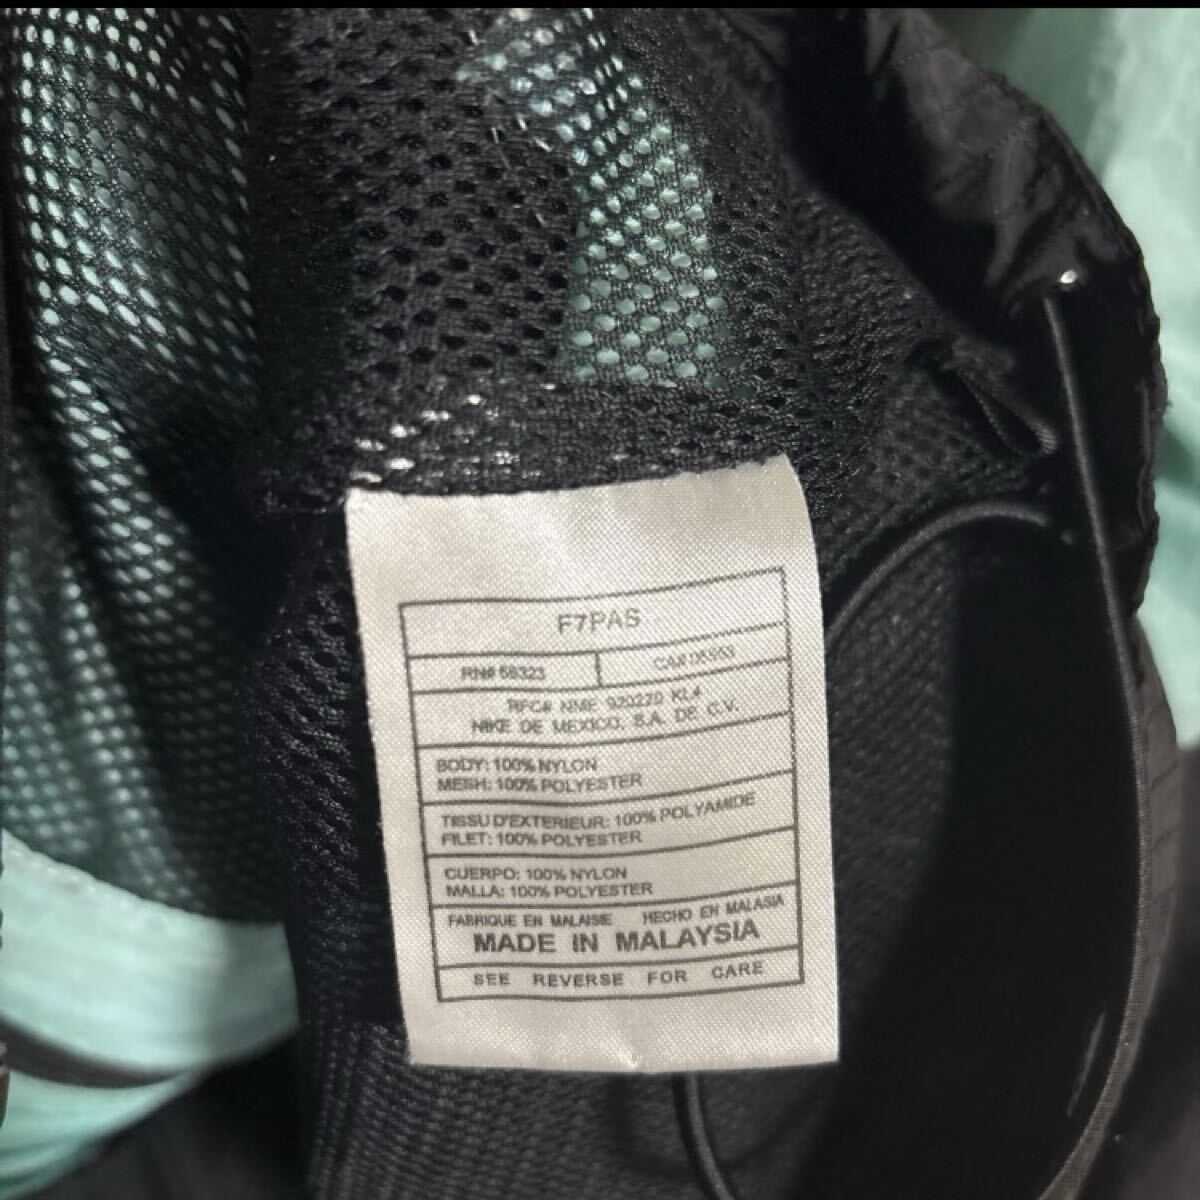 F7PAS
RN# 56323 CA# 05553
RFC# NME 920220 KL4
NIKE DE MEXICO, S.A. DE C.V.
BODY: 100% NYLON
MESH: 100% POLYESTER
TISSU D'EXTERIEUR: 100% POLYAMIDE
FILET: 100% POLYESTER
CUERPO: 100% NYLON
MALLA: 100% POLYESTER
FABRIQUE EN MALAISIE HECHO EN MALASIA
MADE IN MALAYSIA
SEE REVERSE FOR CARE